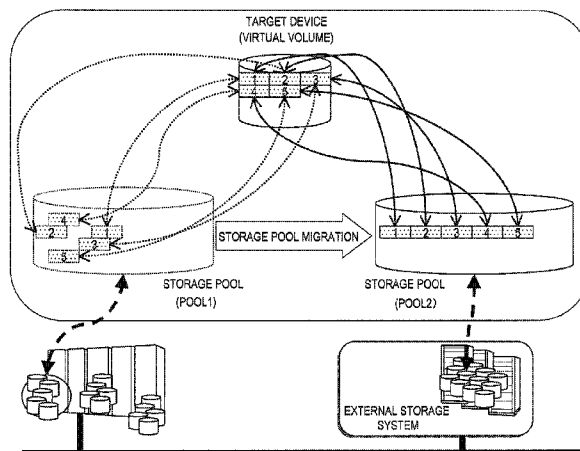 TARGET DEVICE
(VIRTUAL VOLUME)
1 2 3
4 5
4
2
3
5
STORAGE POOL MIGRATION
1 2 3 4 5
STORAGE POOL
(POOL1)
STORAGE POOL
(POOL2)
EXTERNAL STORAGE
SYSTEM